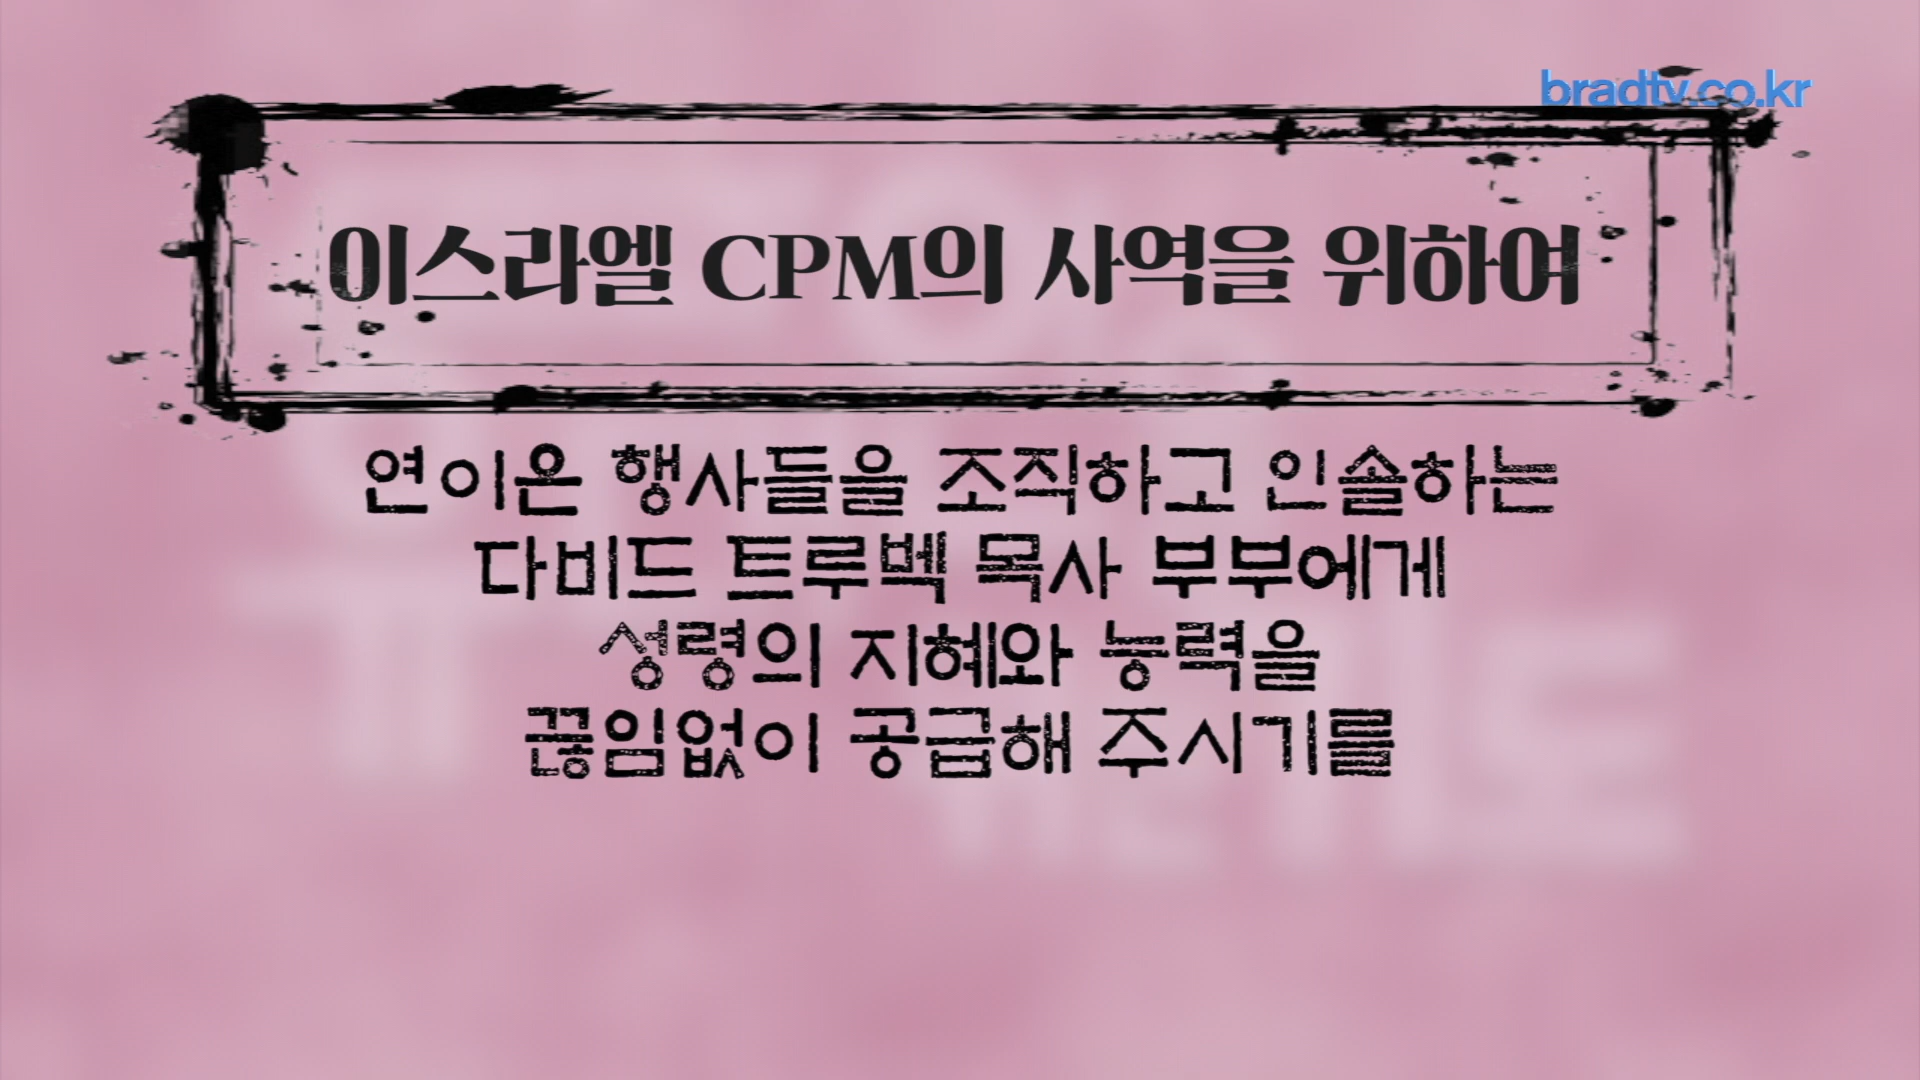 bradtv.co.kr
이스라엘 CPM의 사역을 위하여
연이온 행사들을 조직하고 인솔하는
다비드 트루벡 목사 부부에게
성령의 지혜와 능력을
끊임없이 공급해 주시기를